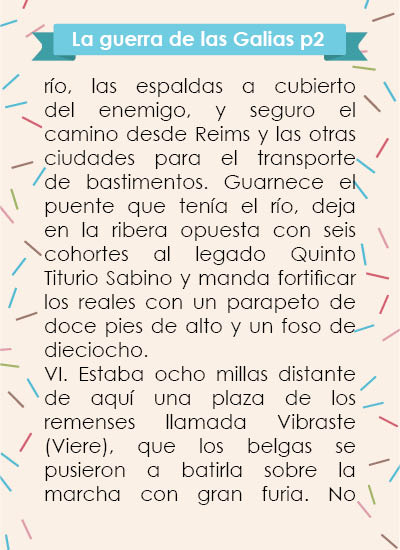 La guerra de las Galias p2
río, las espaldas a cubierto
del enemigo, y seguro el
camino desde Reims y las otras
ciudades para el transporte
de bastimentos. Guarnece el
puente que tenía el río, deja
en la ribera opuesta con seis
cohortes al legado Quinto
Titurio Sabino y manda fortificar
los reales con un parapeto de
doce pies de alto y un foso de
dieciocho.
VI. Estaba ocho millas distante
de aquí una plaza de los
remenses llamada Vibraste
(Viere), que los belgas se
pusieron a batirla sobre la
marcha con gran furia. No